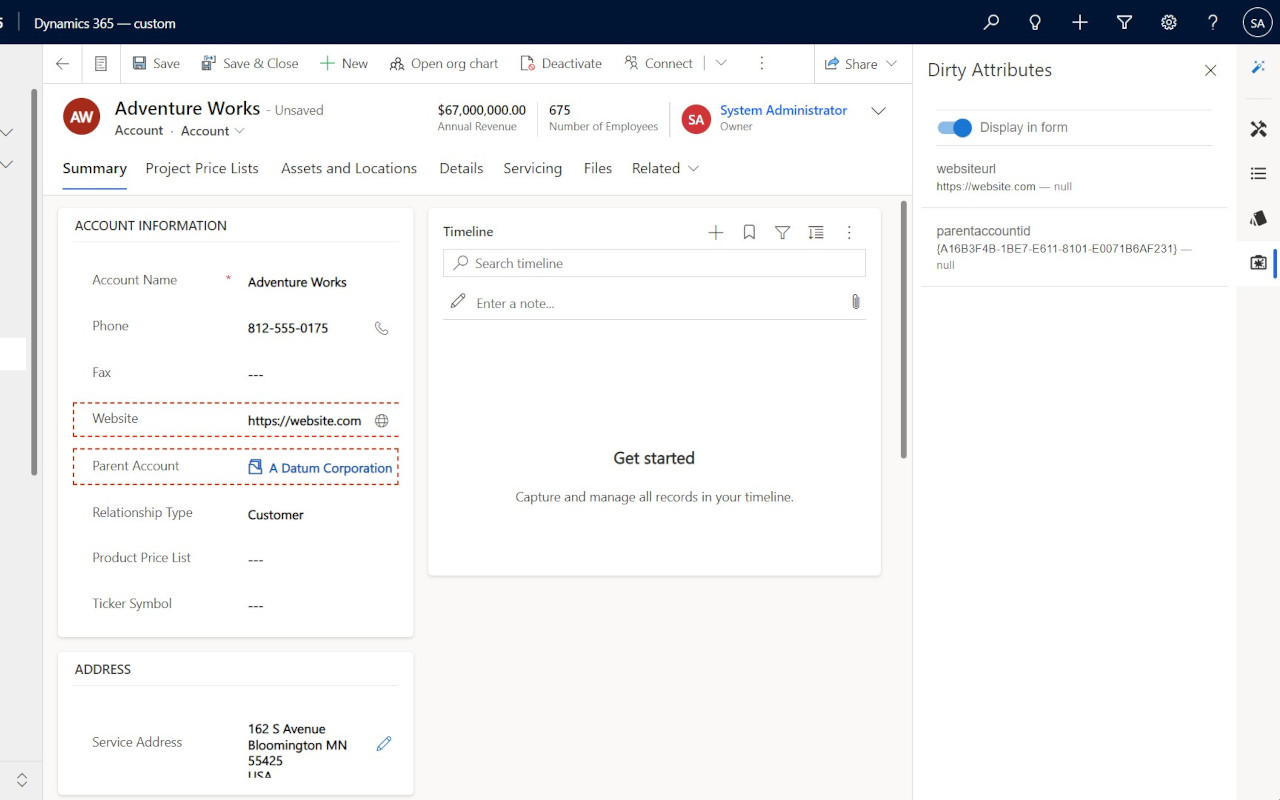 Dynamics 365 — custom
SA
Save
Save & Close
New
Open org chart
Deactivate
Connect
Share
AW
Adventure Works - Unsaved
Account · Account
$67,000,000.00
Annual Revenue
675
Number of Employees
SA
System Administrator
Owner
Summary
Project Price Lists
Assets and Locations
Details
Servicing
Files
Related
ACCOUNT INFORMATION
Account Name * Adventure Works
Phone 812-555-0175
Fax ---
Website https://website.com
Parent Account A Datum Corporation
Relationship Type Customer
Product Price List ---
Ticker Symbol ---
ADDRESS
Service Address
162 S Avenue
Bloomington MN
55425
USA
Timeline
Search timeline
Enter a note...
Get started
Capture and manage all records in your timeline.
Dirty Attributes
Display in form
websiteurl
https://website.com — null
parentaccountid
{A16B3F4B-1BE7-E611-8101-E0071B6AF231} —
null